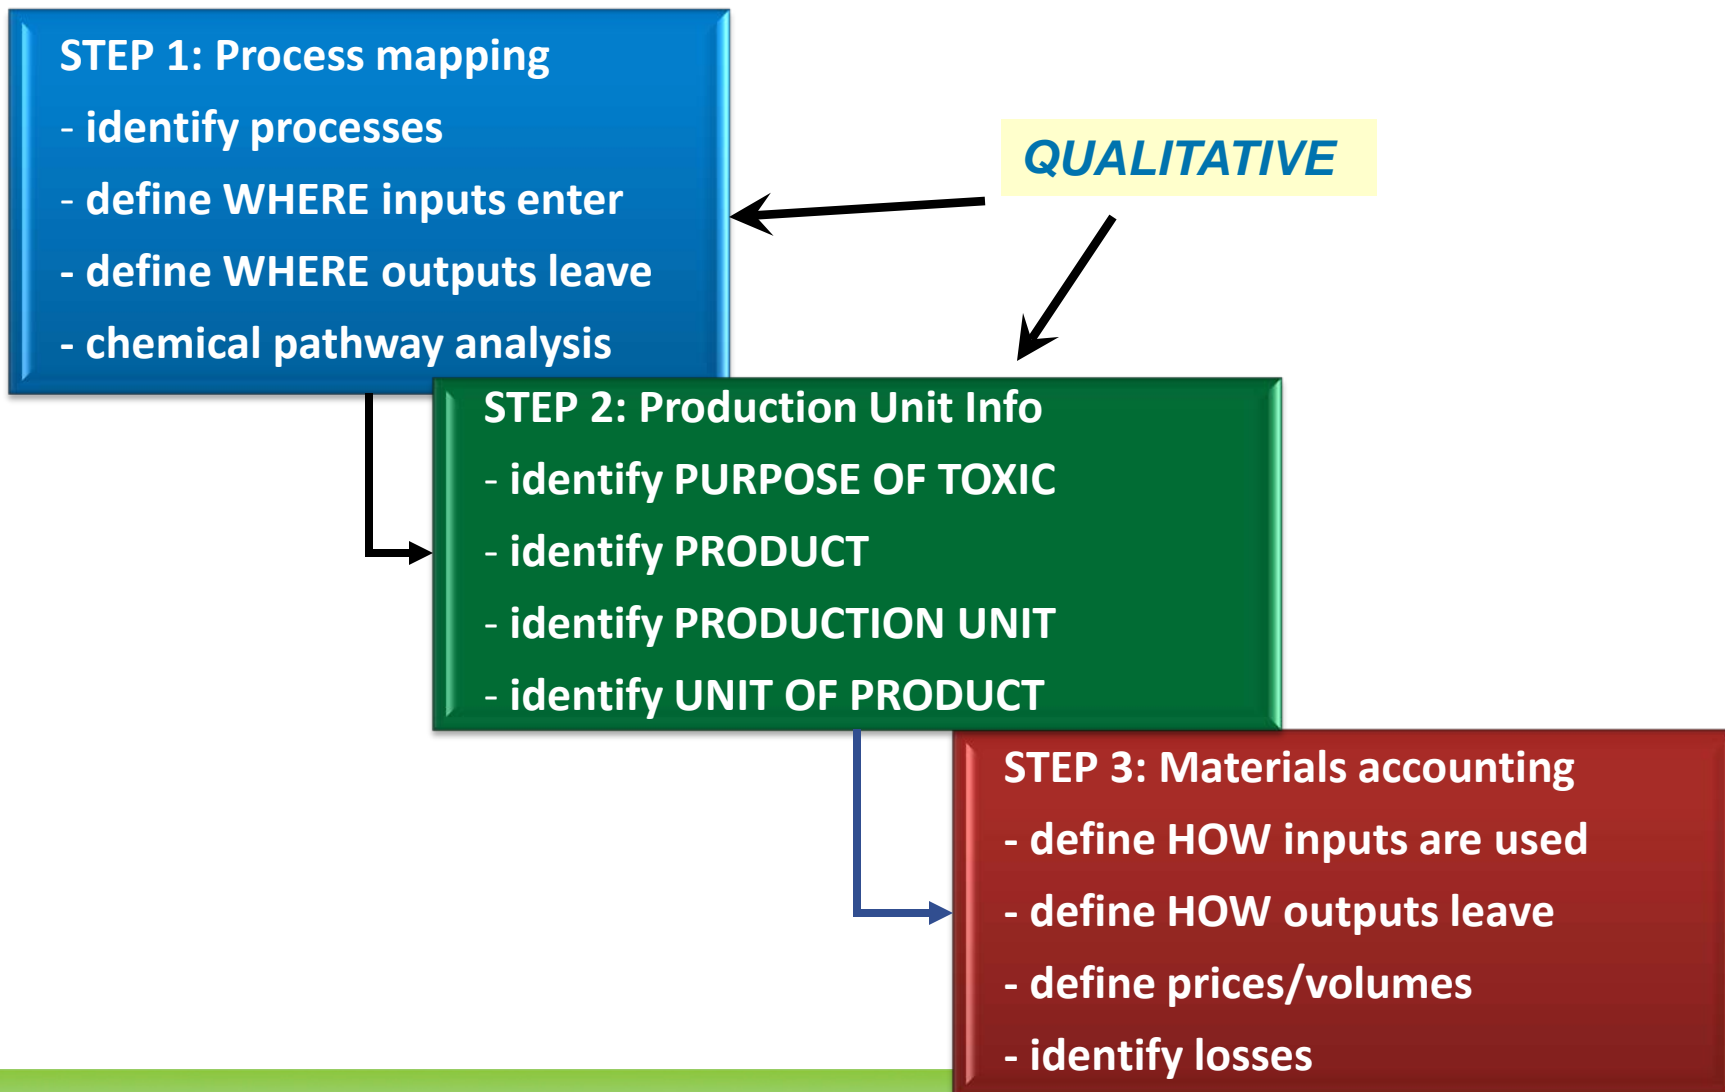 STEP 1: Process mapping
- identify processes
- define WHERE inputs enter
- define WHERE outputs leave
- chemical pathway analysis
QUALITATIVE
STEP 2: Production Unit Info
- identify PURPOSE OF TOXIC
- identify PRODUCT
- identify PRODUCTION UNIT
- identify UNIT OF PRODUCT
STEP 3: Materials accounting
- define HOW inputs are used
- define HOW outputs leave
- define prices/volumes
- identify losses